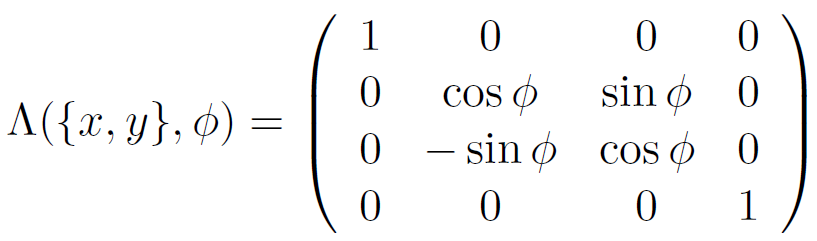 Λ({x, y}, ϕ) = 
1 0 0 0
0 cos ϕ sin ϕ 0
0 − sin ϕ cos ϕ 0
0 0 0 1